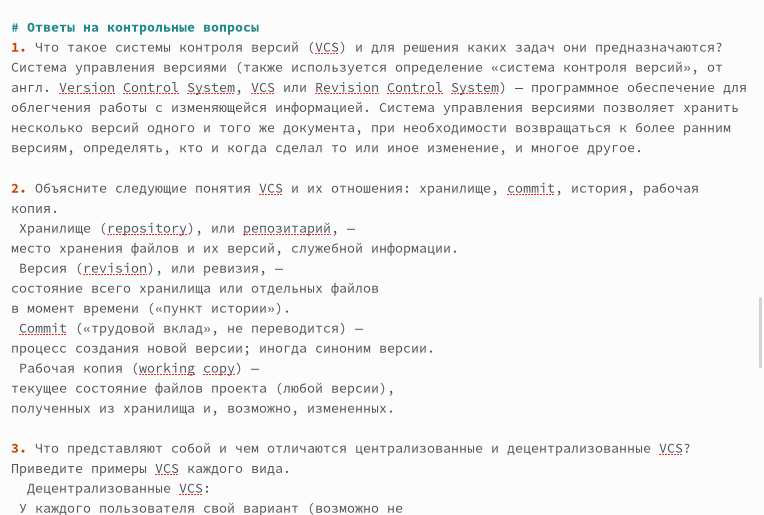 # Ответы на контрольные вопросы
1. Что такое системы контроля версий (VCS) и для решения каких задач они предназначаются?
Система управления версиями (также используется определение «система контроля версий», от
англ. Version Control System, VCS или Revision Control System) — программное обеспечение для
облегчения работы с изменяющейся информацией. Система управления версиями позволяет хранить
несколько версий одного и того же документа, при необходимости возвращаться к более ранним
версиям, определять, кто и когда сделал то или иное изменение, и многое другое.
2. Объясните следующие понятия VCS и их отношения: хранилище, commit, история, рабочая
копия.
Хранилище (repository), или репозитарий, —
место хранения файлов и их версий, служебной информации.
Версия (revision), или ревизия, —
состояние всего хранилища или отдельных файлов
в момент времени («пункт истории»).
Commit («трудовой вклад», не переводится) —
процесс создания новой версии; иногда синоним версии.
Рабочая копия (working copy) —
текущее состояние файлов проекта (любой версии),
полученных из хранилища и, возможно, измененных.
3. Что представляют собой и чем отличаются централизованные и децентрализованные VCS?
Приведите примеры VCS каждого вида.
Децентрализованные VCS:
У каждого пользователя свой вариант (возможно не